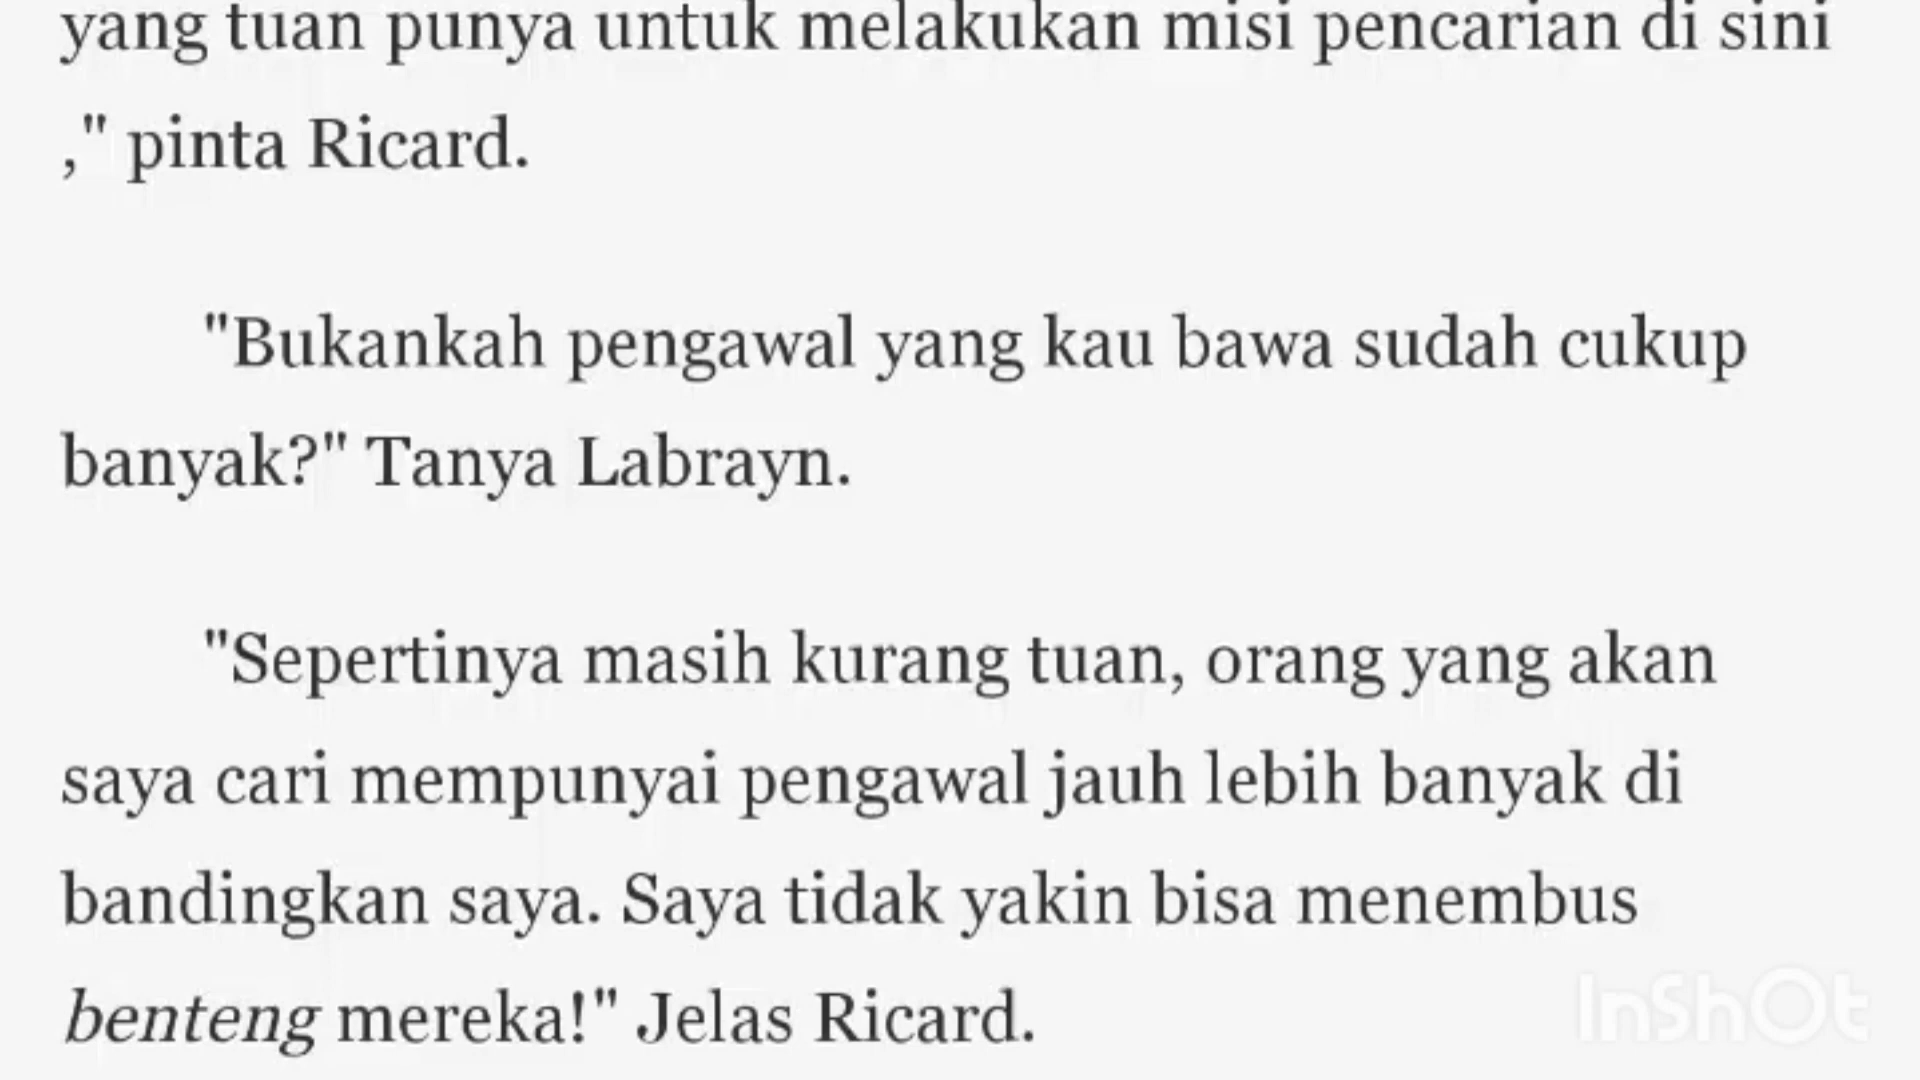 yang tuan punya untuk melakukan misi pencarian di sini
," pinta Ricard.
"Bukankah pengawal yang kau bawa sudah cukup
banyak?" Tanya Labrayn.
"Sepertinya masih kurang tuan, orang yang akan
saya cari mempunyai pengawal jauh lebih banyak di
bandingkan saya. Saya tidak yakin bisa menembus
benteng mereka!" Jelas Ricard.
InShOt